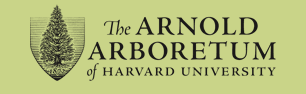 The ARNOLD
ARBORETUM
of HARVARD UNIVERSITY